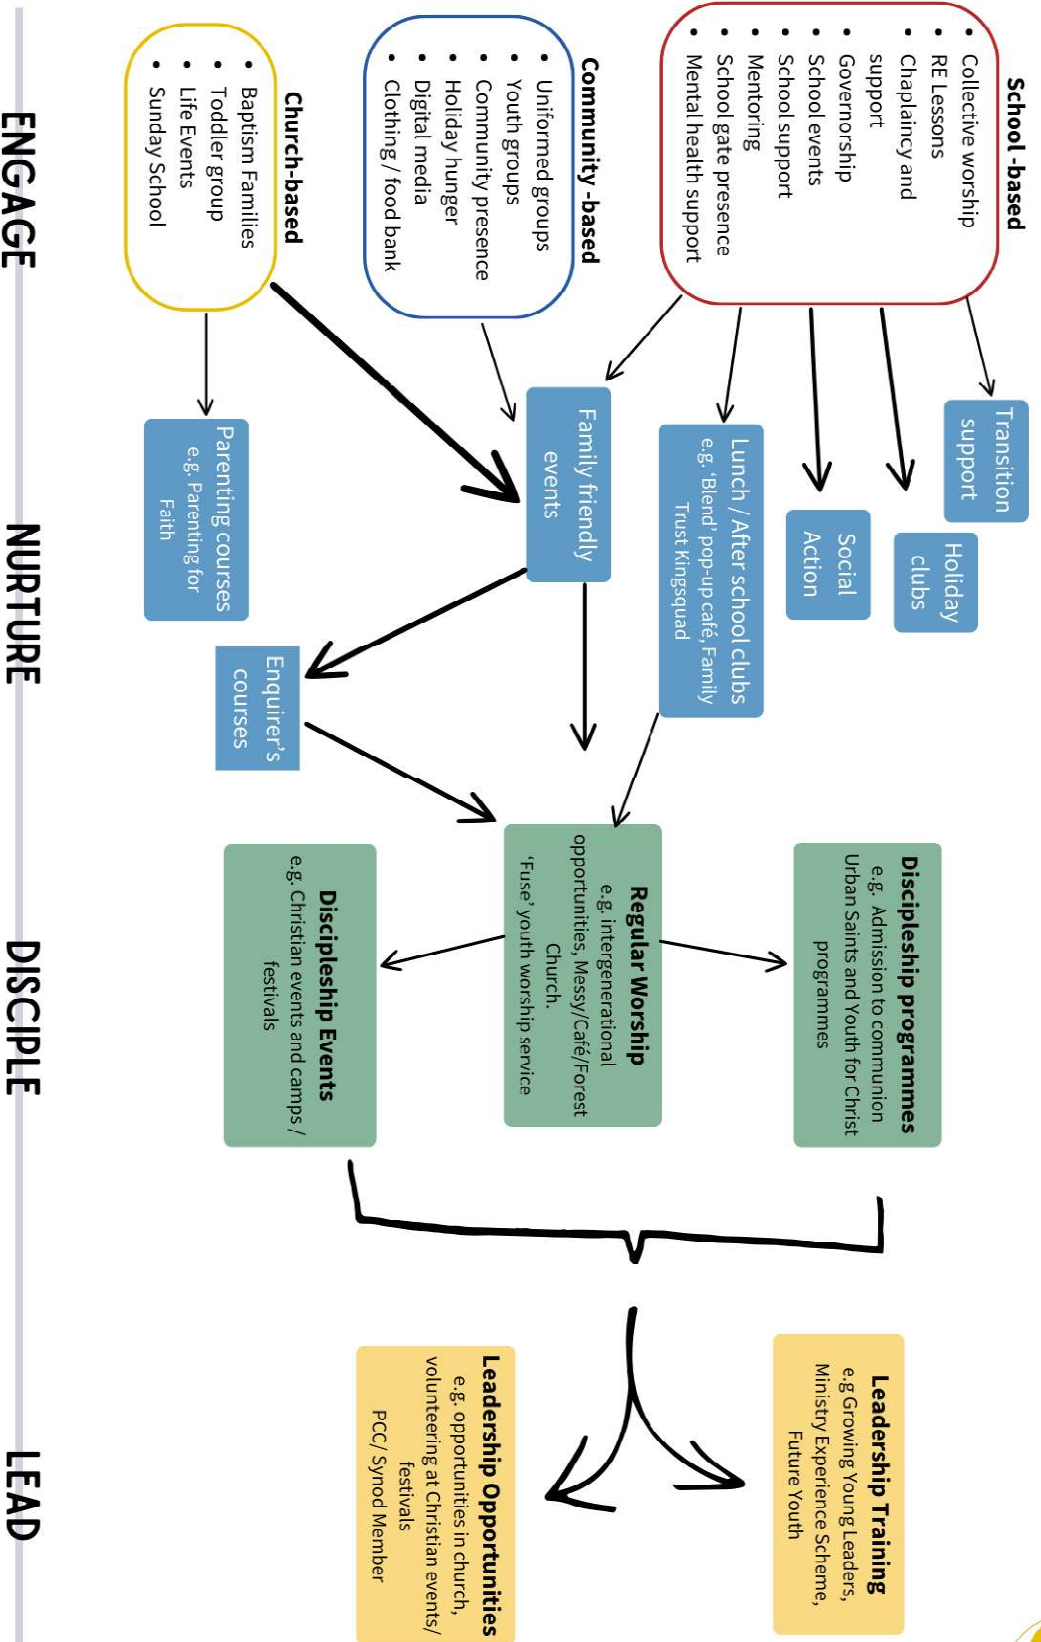 School -based
• Collective worship
• RE Lessons
• Chaplaincy and
support
• Governorship
• School events
• School support
• Mentoring
• School gate presence
• Mental health support
Community -based
• Uniformed groups
• Youth groups
• Community presence
• Holiday hunger
• Digital media
• Clothing / food bank
Church-based
• Baptism Families
• Toddler group
• Life Events
• Sunday School
ENGAGE
Transition
support
Holiday
clubs
Social
Action
Lunch / After school clubs
e.g. 'Blend' pop-up café, Family
Trust Kingsquad
Family friendly
events
Parenting courses
e.g. Parenting for
Faith
Enquirer's
courses
NURTURE
Discipleship programmes
e.g. Admission to communion
Urban Saints and Youth for Christ
programmes
Regular Worship
e.g. intergenerational
opportunities, Messy/Café/Forest
Church.
'Fuse' youth worship service
Discipleship Events
e.g. Christian events and camps /
festivals
DISCIPLE
Leadership Training
e.g Growing Young Leaders,
Ministry Experience Scheme,
Future Youth
Leadership Opportunities
e.g. opportunities in church,
volunteering at Christian events/
festivals
PCC/ Synod Member
LEAD